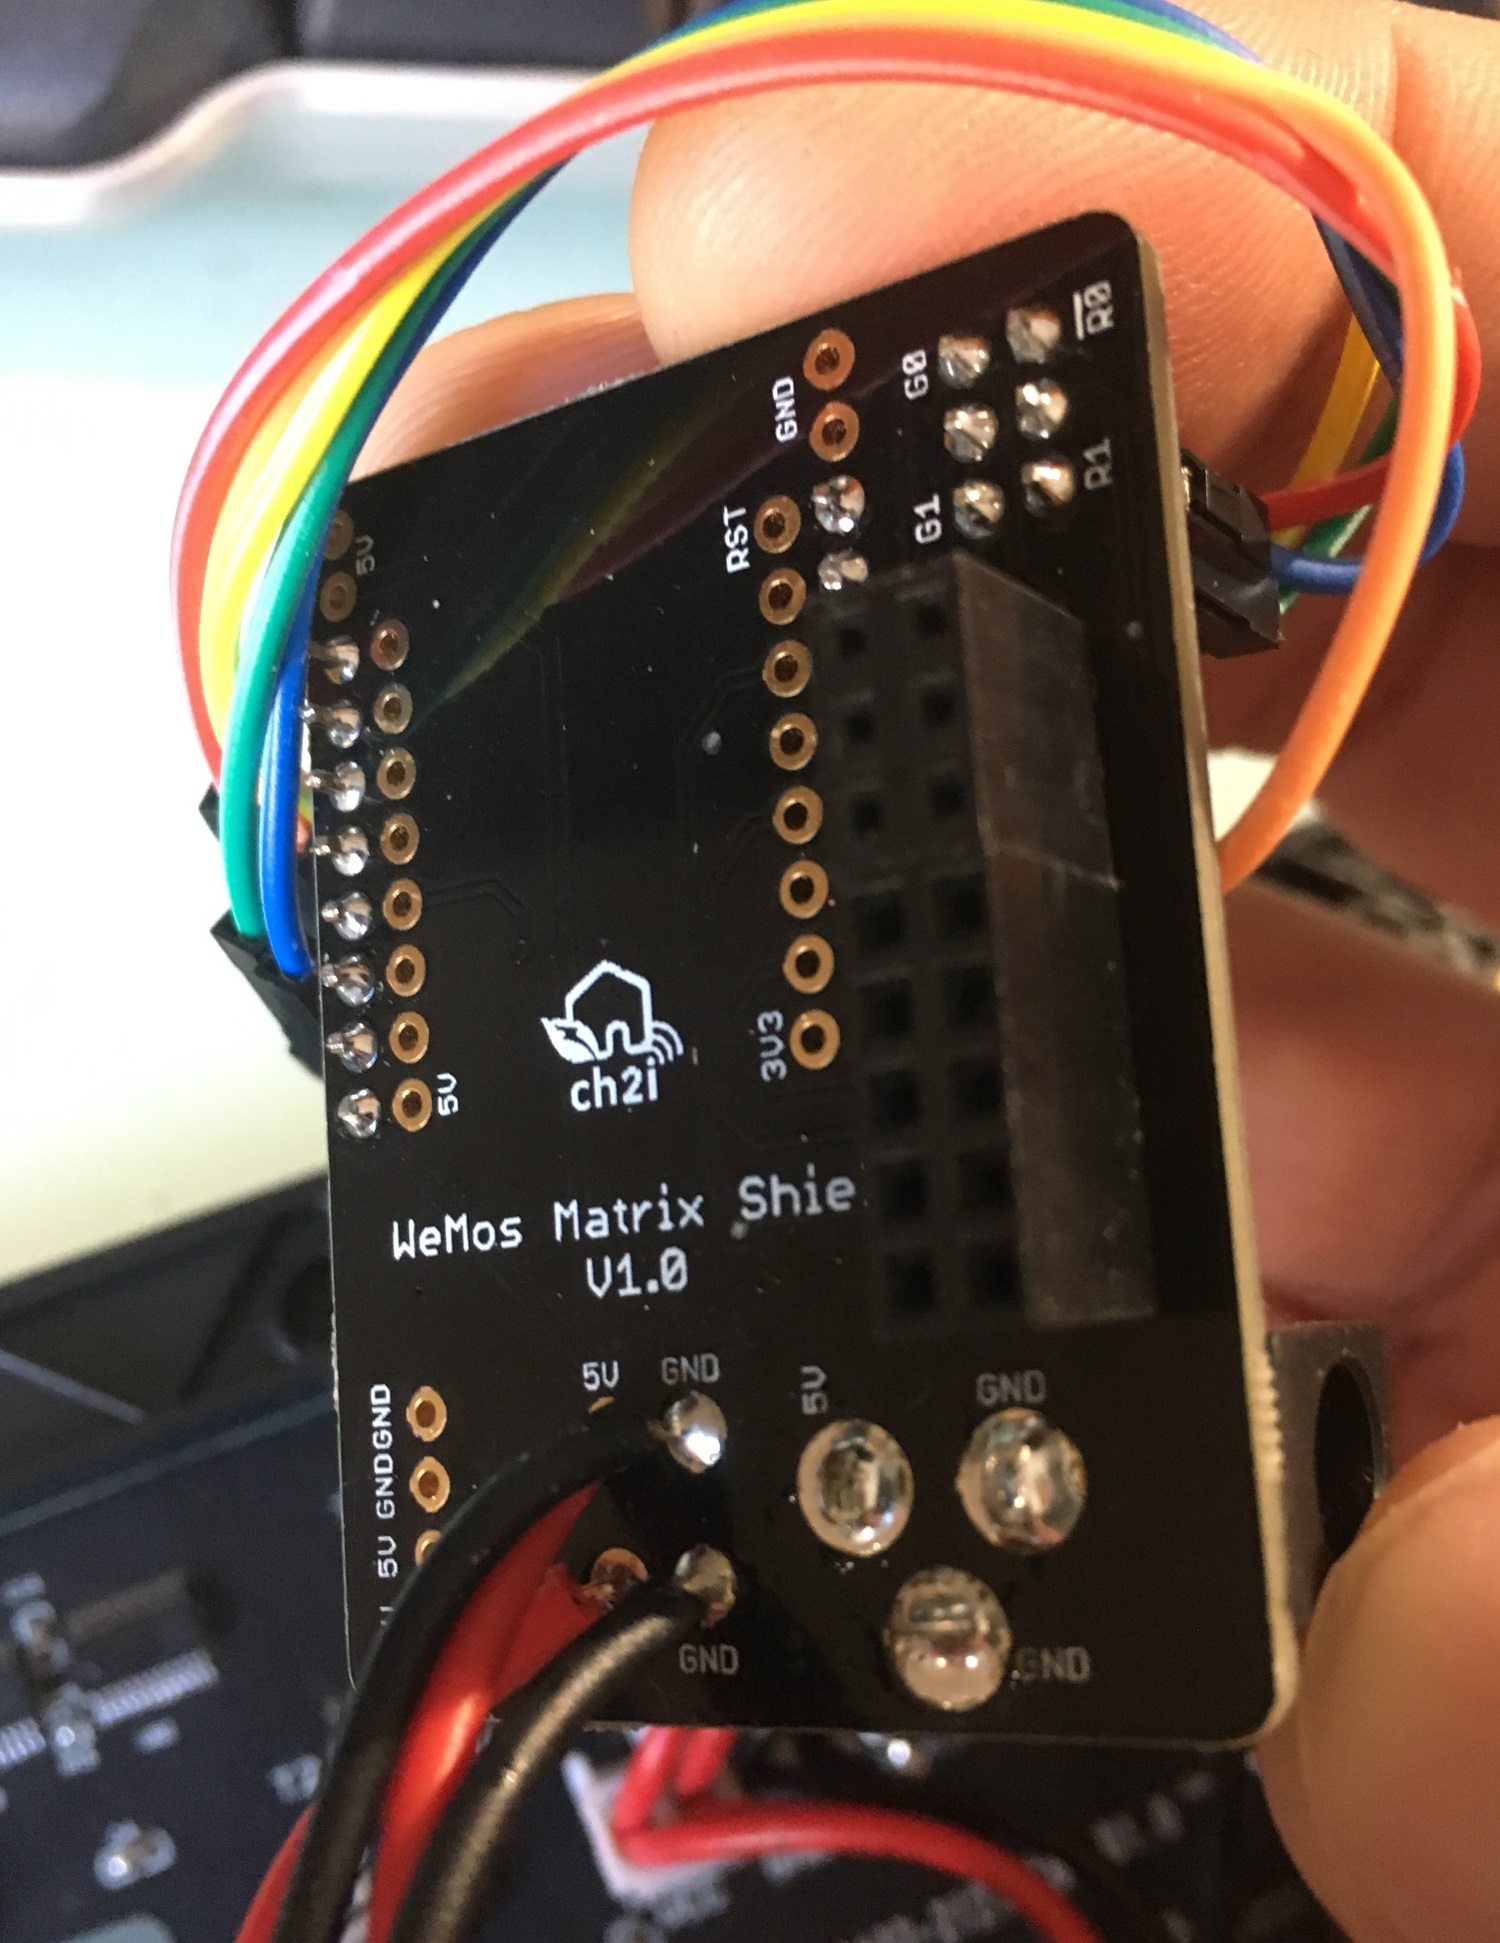 R0
G0
GND
R1
G1
RST
5V
3V3
ch2i
5V
WeMos Matrix Shie
V1.0
5V GND
5V
GND
GND
GND
5V
GND
GND